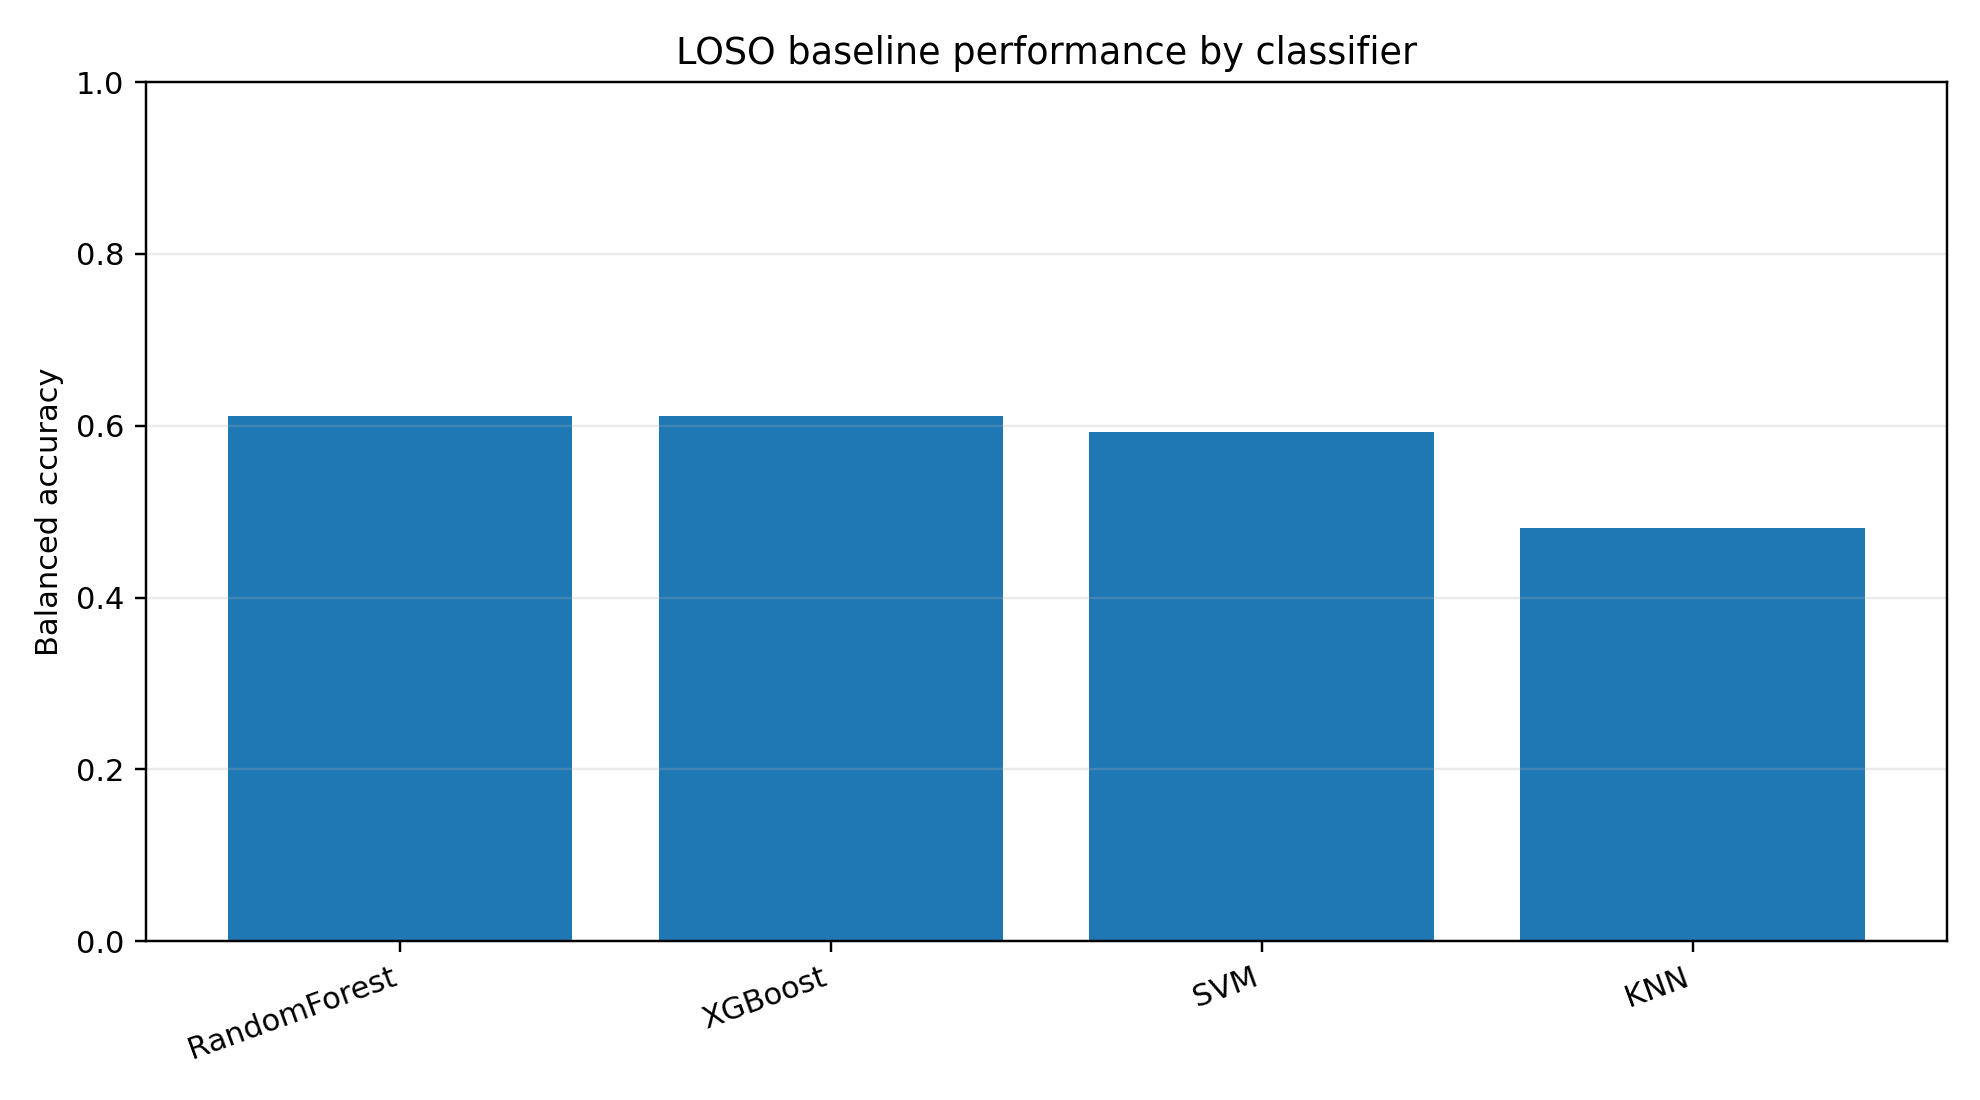 LOSO baseline performance by classifier
1.0
0.8
0.6
0.4
0.2
0.0
Balanced accuracy
RandomForest
XGBoost
SVM
KNN